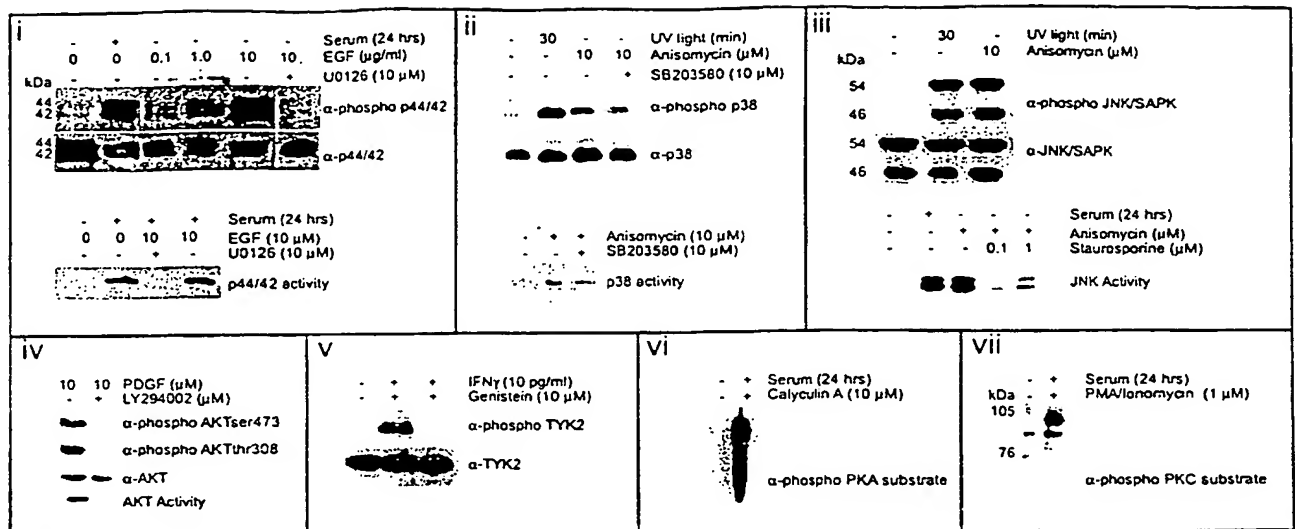 i
- + - - - - Serum (24 hrs)
0 0 0.1 1.0 10 10 EGF (µg/ml)
+ U0126 (10 µM)
kDa
44
42
α-phospho p44/42
44
42
α-p44/42
- + + + Serum (24 hrs)
0 0 10 10 EGF (10 µM)
+ U0126 (10 µM)
p44/42 activity
ii
- 30 - - UV light (min)
- - 10 10 Anisomycin (µM)
+ SB203580 (10 µM)
α-phospho p38
α-p38
- + + Anisomycin (10 µM)
+ SB203580 (10 µM)
p38 activity
iii
- 30 - UV light (min)
- - 10 Anisomycin (µM)
kDa
54
α-phospho JNK/SAPK
46
54
α-JNK/SAPK
46
- + - - - Serum (24 hrs)
- - + + + Anisomycin (µM)
- - - 0.1 1 Staurosporine (µM)
JNK Activity
iv
10 10 PDGF (µM)
- + LY294002 (µM)
α-phospho AKTser473
α-phospho AKTthr308
α-AKT
AKT Activity
v
- + + IFNγ (10 pg/ml)
- + + Genistein (10 µM)
α-phospho TYK2
α-TYK2
vi
- + Serum (24 hrs)
- + Calyculin A (10 µM)
α-phospho PKA substrate
vii
- + Serum (24 hrs)
kDa - + PMA/Ionomycin (1 µM)
105
76
α-phospho PKC substrate